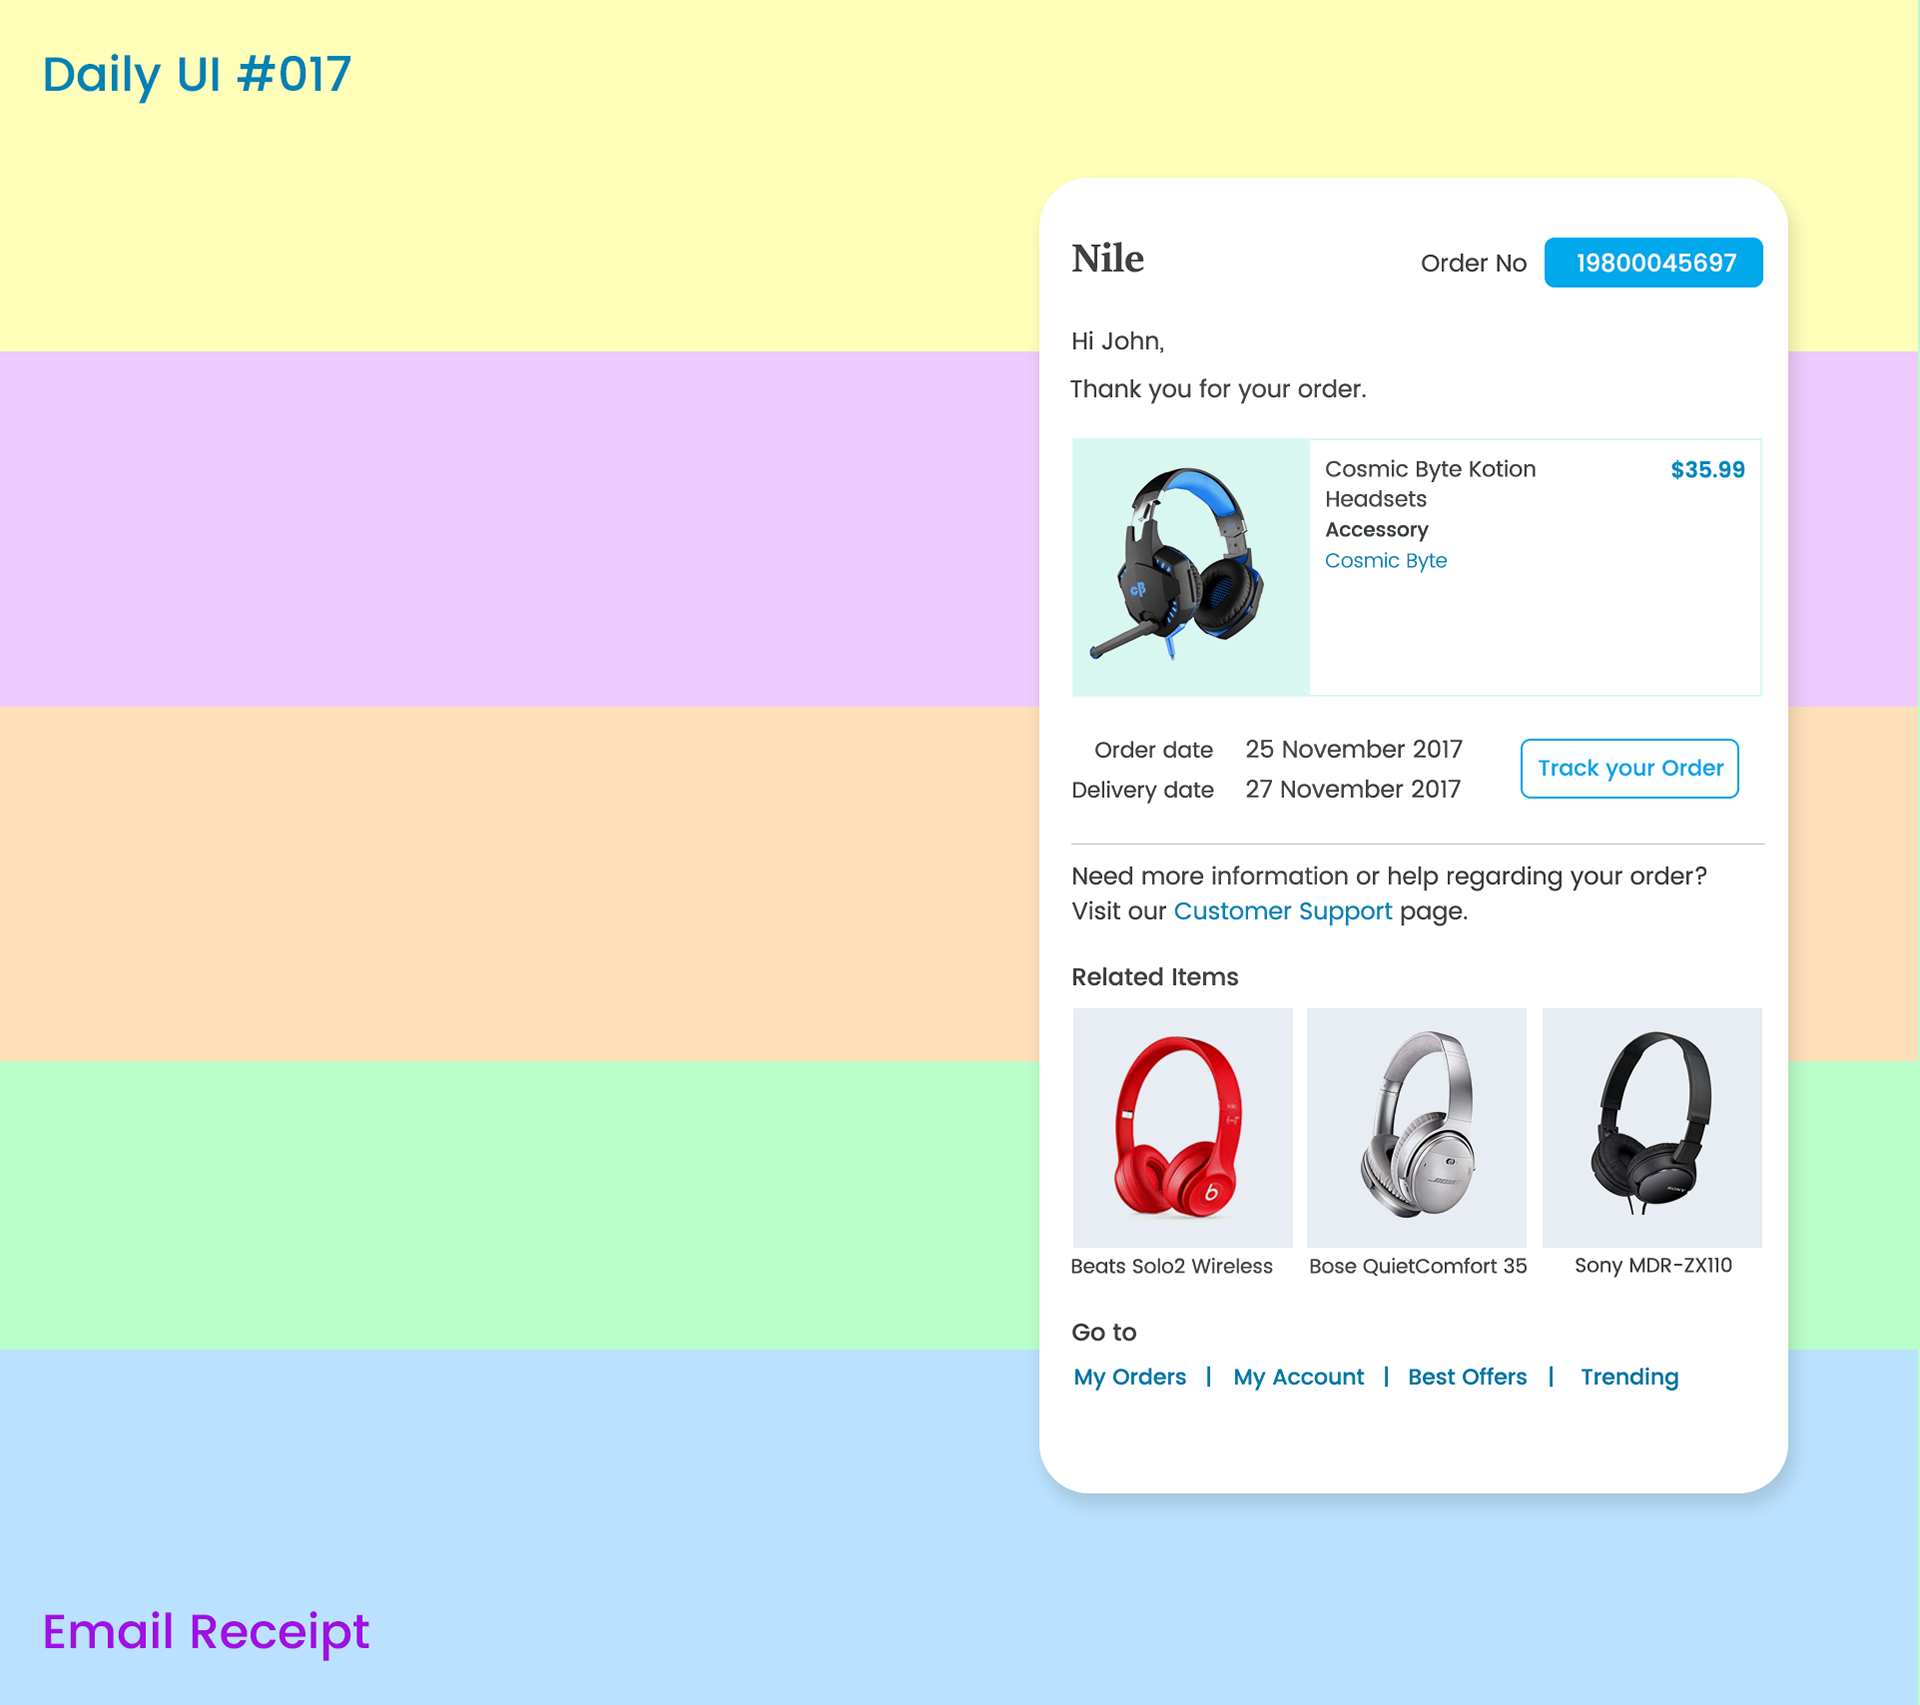 Daily UI #017
Nile
Order No 19800045697
Hi John,
Thank you for your order.
Cosmic Byte Kotion $35.99
Headsets
Accessory
Cosmic Byte
Order date 25 November 2017
Delivery date 27 November 2017
Track your Order
Need more information or help regarding your order?
Visit our Customer Support page.
Related Items
Beats Solo2 Wireless
Bose QuietComfort 35
Sony MDR-ZX110
Go to
My Orders | My Account | Best Offers | Trending
Email Receipt